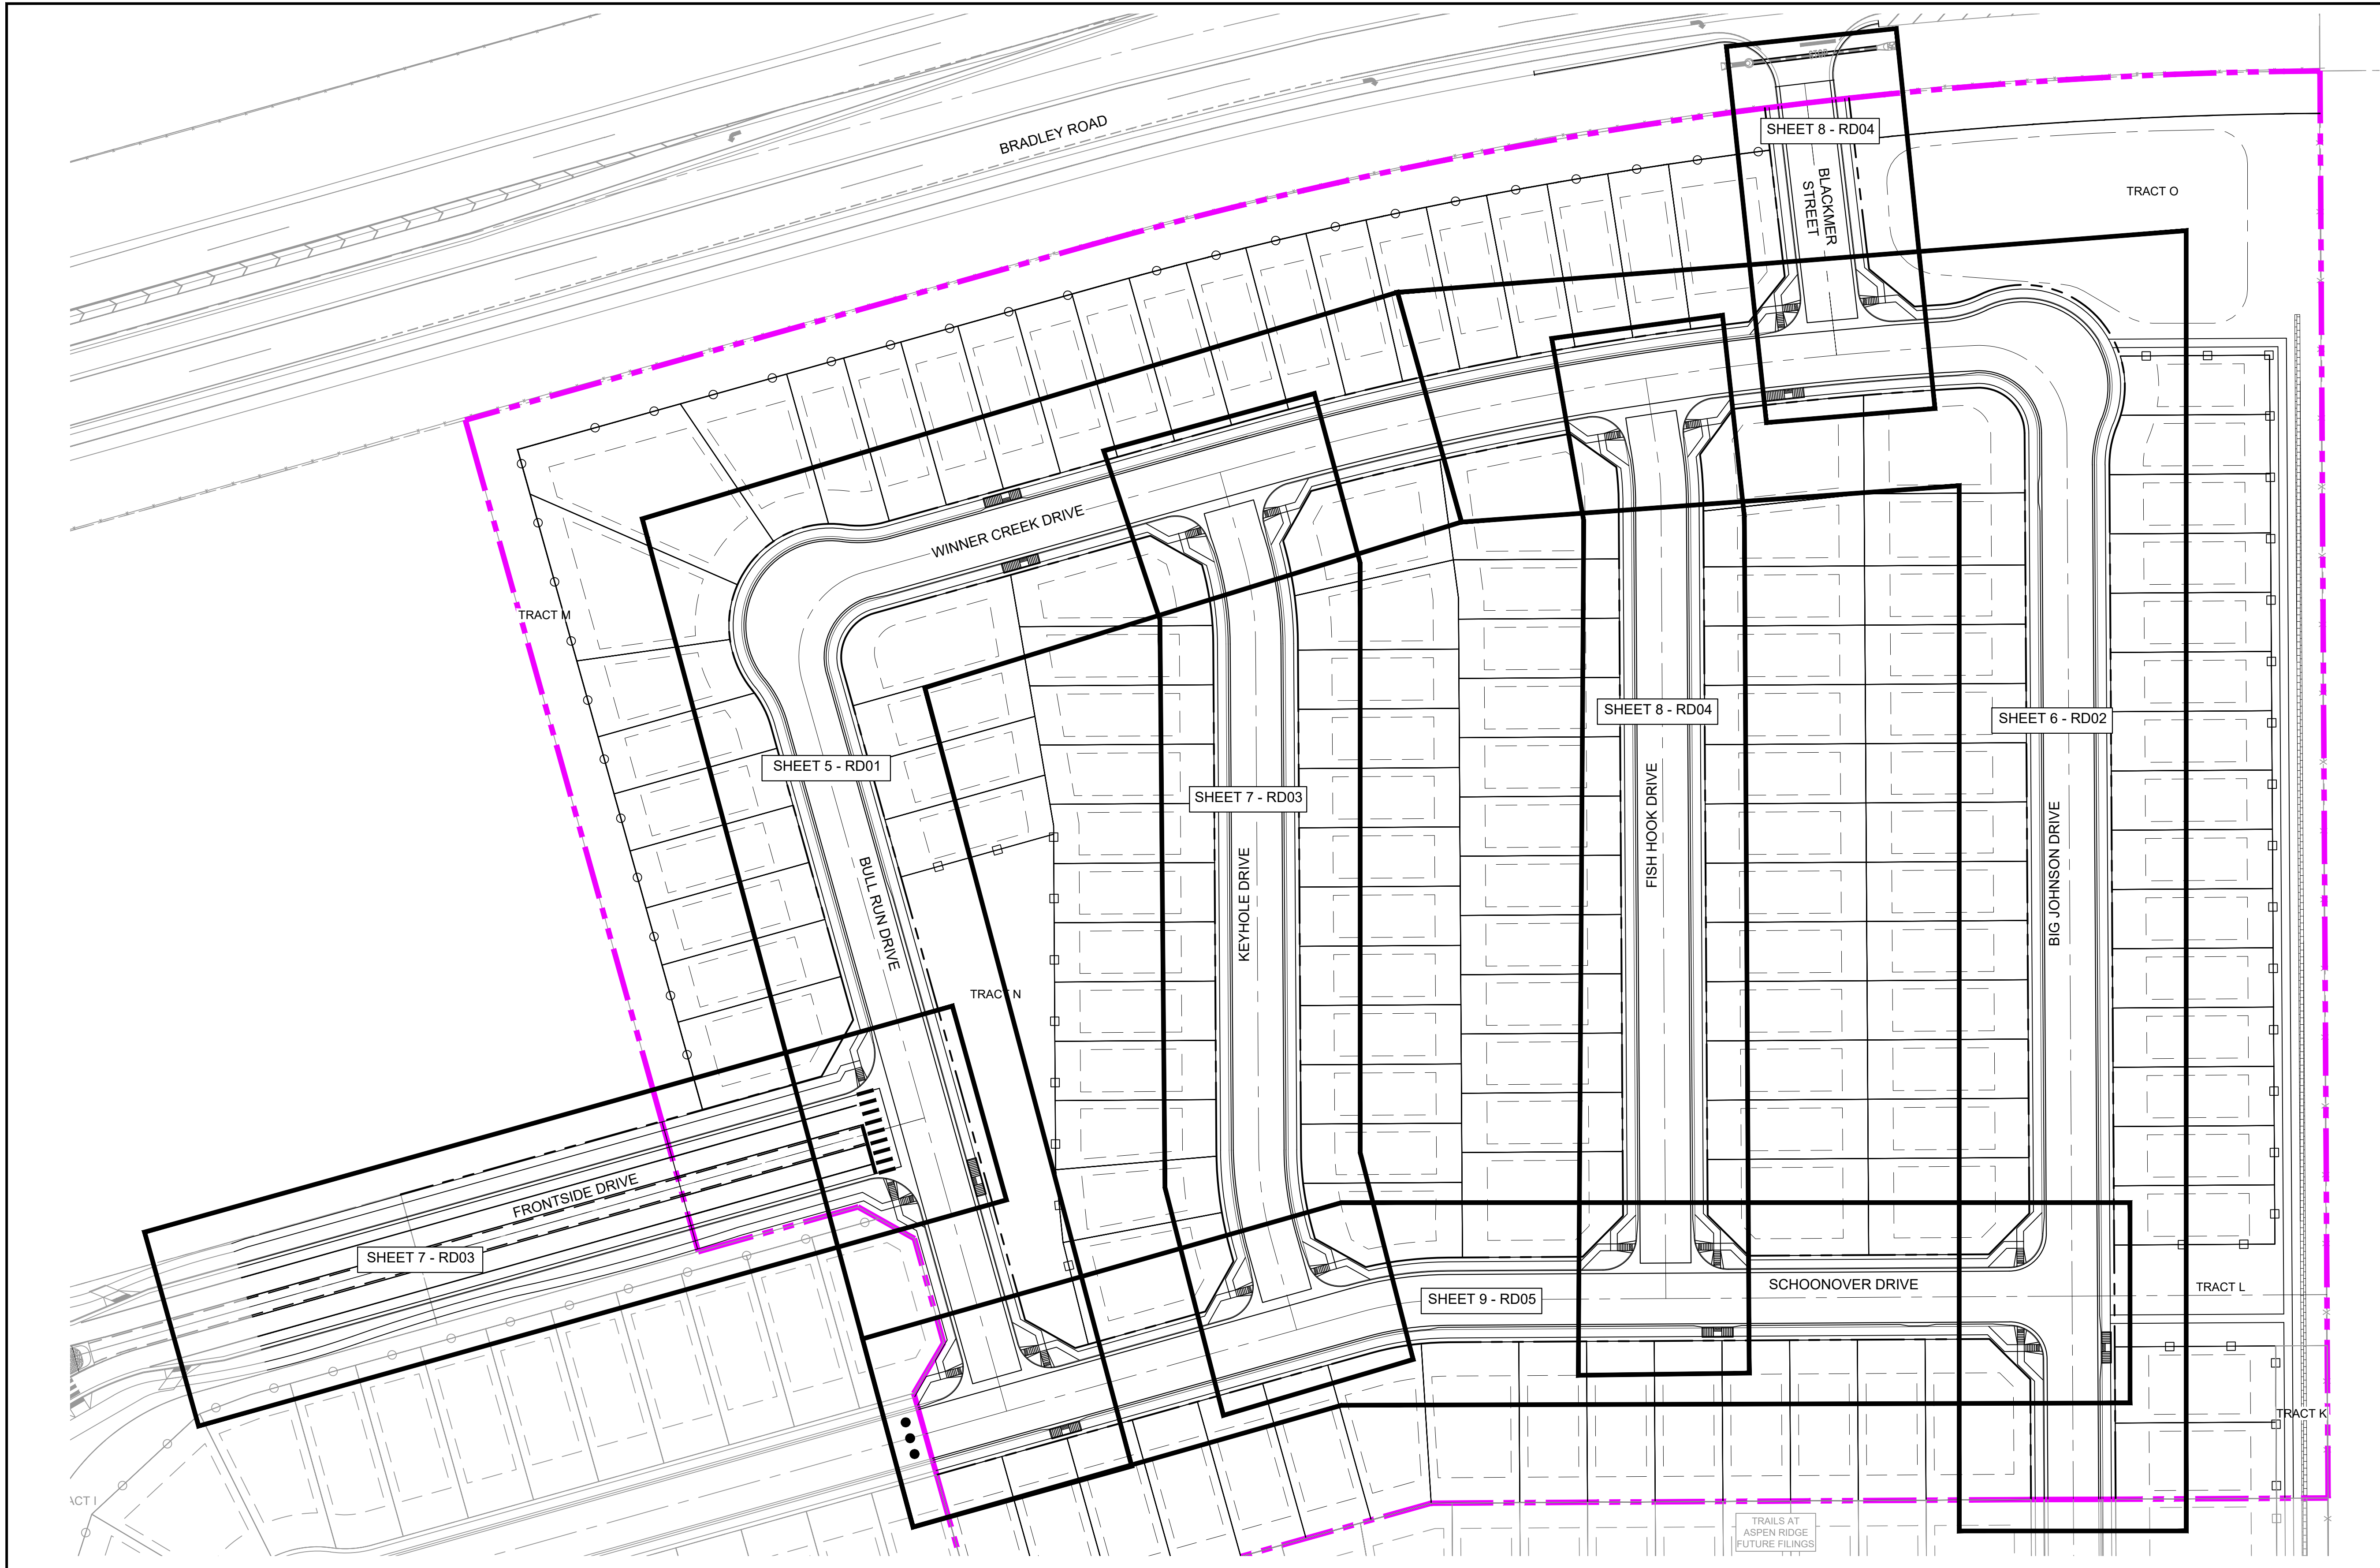 STOP
BRADLEY ROAD
SHEET 8 - RD04
BLACKMER
STREET
TRACT O
WINNER CREEK DRIVE
TRACT M
SHEET 5 - RD01
SHEET 7 - RD03
SHEET 8 - RD04
SHEET 6 - RD02
BULL RUN DRIVE
KEYHOLE DRIVE
FISH HOOK DRIVE
BIG JOHNSON DRIVE
TRACT N
FRONTSIDE DRIVE
SHEET 7 - RD03
SHEET 9 - RD05
SCHOONOVER DRIVE
TRACT L
TRACT K
ACT I
TRAILS AT
ASPEN RIDGE
FUTURE FILINGS